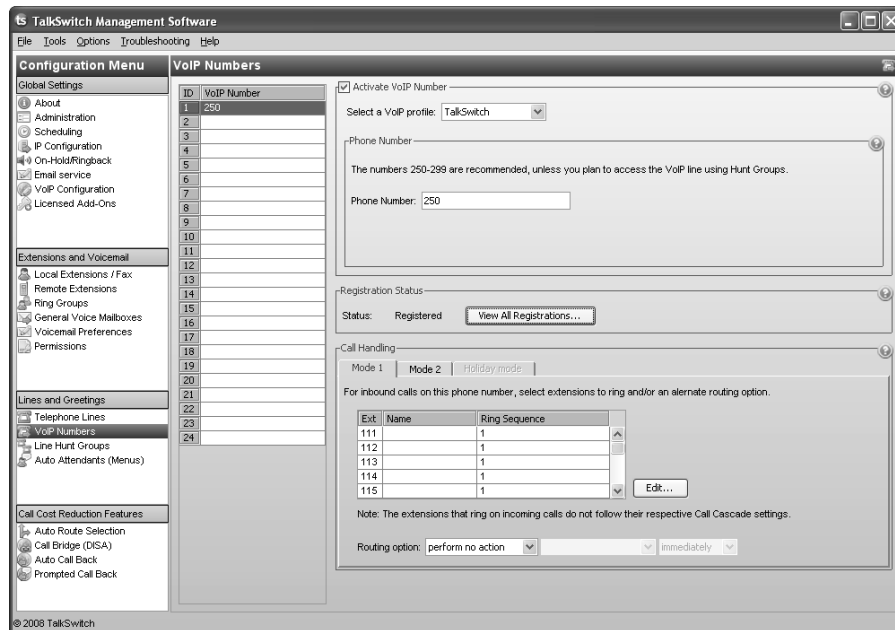 ts TalkSwitch Management Software
File Tools Options Troubleshooting Help
Configuration Menu
Global Settings
About
Administration
Scheduling
IP Configuration
On-Hold/Ringback
Email service
VoIP Configuration
Licensed Add-Ons
Extensions and Voicemail
Local Extensions / Fax
Remote Extensions
Ring Groups
General Voice Mailboxes
Voicemail Preferences
Permissions
Lines and Greetings
Telephone Lines
VoIP Numbers
Line Hunt Groups
Auto Attendants (Menus)
Call Cost Reduction Features
Auto Route Selection
Call Bridge (DISA)
Auto Call Back
Prompted Call Back
VoIP Numbers
ID VoIP Number
1 250
2
3
4
5
6
7
8
9
10
11
12
13
14
15
16
17
18
19
20
21
22
23
24
Activate VoIP Number
Select a VoIP profile: TalkSwitch
Phone Number
The numbers 250-299 are recommended, unless you plan to access the VoIP line using Hunt Groups.
Phone Number: 250
Registration Status
Status: Registered View All Registrations...
Call Handling
Mode 1 Mode 2 Holiday mode
For inbound calls on this phone number, select extensions to ring and/or an alernate routing option.
Ext Name Ring Sequence
111 1
112 1
113 1
114 1
115 1
Edit...
Note: The extensions that ring on incoming calls do not follow their respective Call Cascade settings.
Routing option: perform no action immediately
© 2008 TalkSwitch